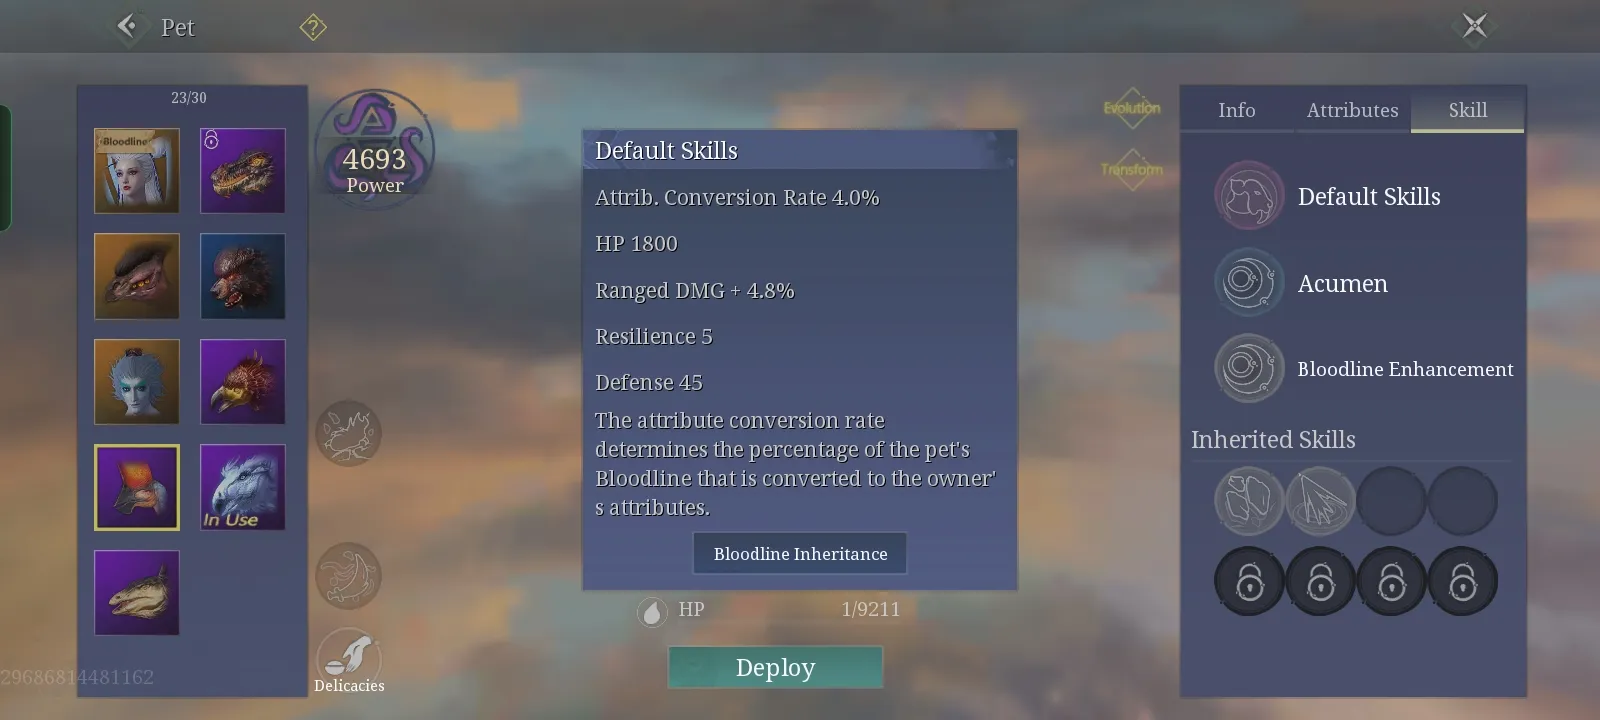 Pet
?
23/30
Bloodline
In Use
4693
Power
Delicacies
29686814481162
Default Skills
Attrib. Conversion Rate 4.0%
HP 1800
Ranged DMG + 4.8%
Resilience 5
Defense 45
The attribute conversion rate
determines the percentage of the pet's
Bloodline that is converted to the owner'
s attributes.
Bloodline Inheritance
HP 1/9211
Deploy
Evolution
Transform
Info Attributes Skill
Default Skills
Acumen
Bloodline Enhancement
Inherited Skills